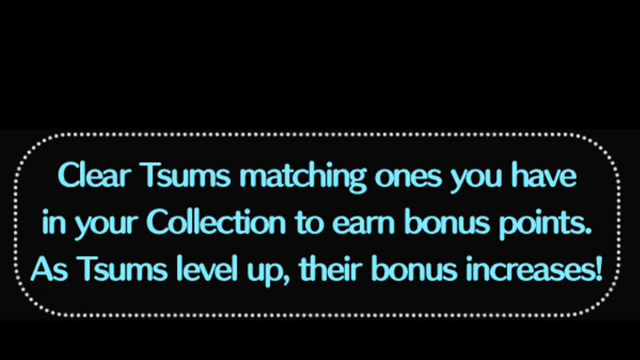 Clear Tsums matching ones you have
in your Collection to earn bonus points.
As Tsums level up, their bonus increases!